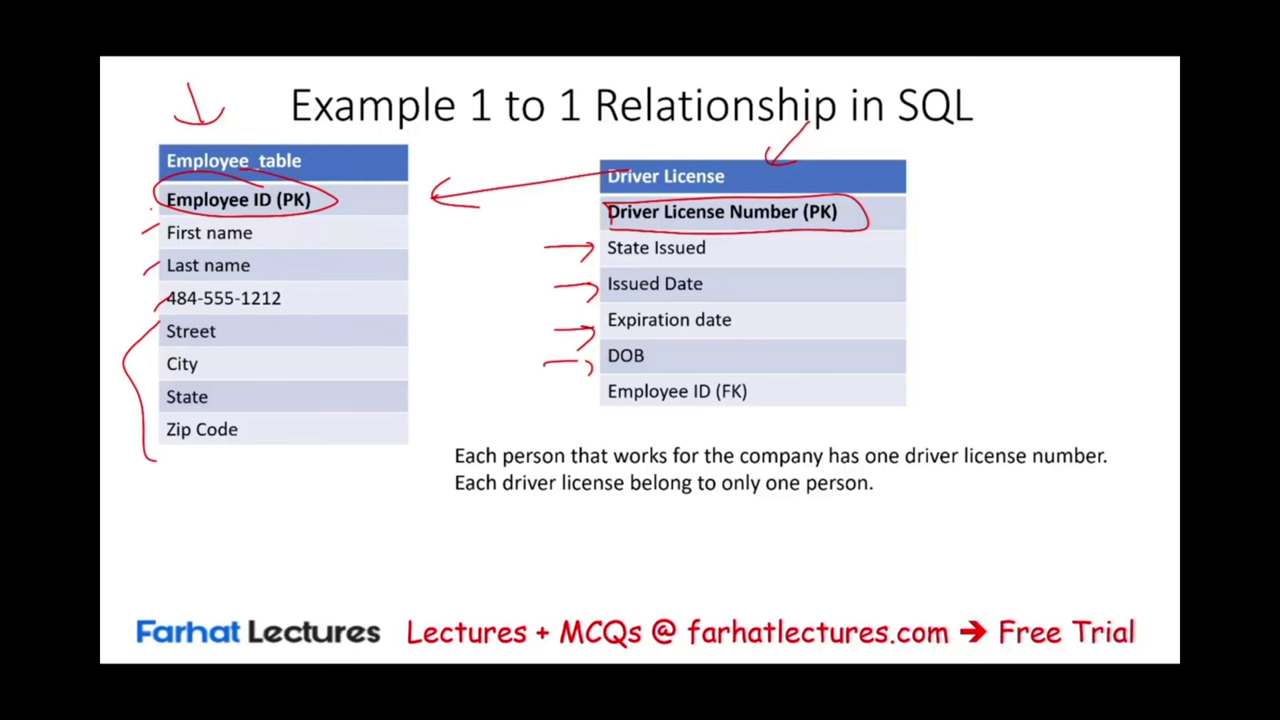 Example 1 to 1 Relationship in SQL
Employee_table
Employee ID (PK)
First name
Last name
484-555-1212
Street
City
State
Zip Code
Driver License
Driver License Number (PK)
State Issued
Issued Date
Expiration date
DOB
Employee ID (FK)
Each person that works for the company has one driver license number.
Each driver license belong to only one person.
Farhat Lectures Lectures + MCQs @ farhatlectures.com ➔ Free Trial